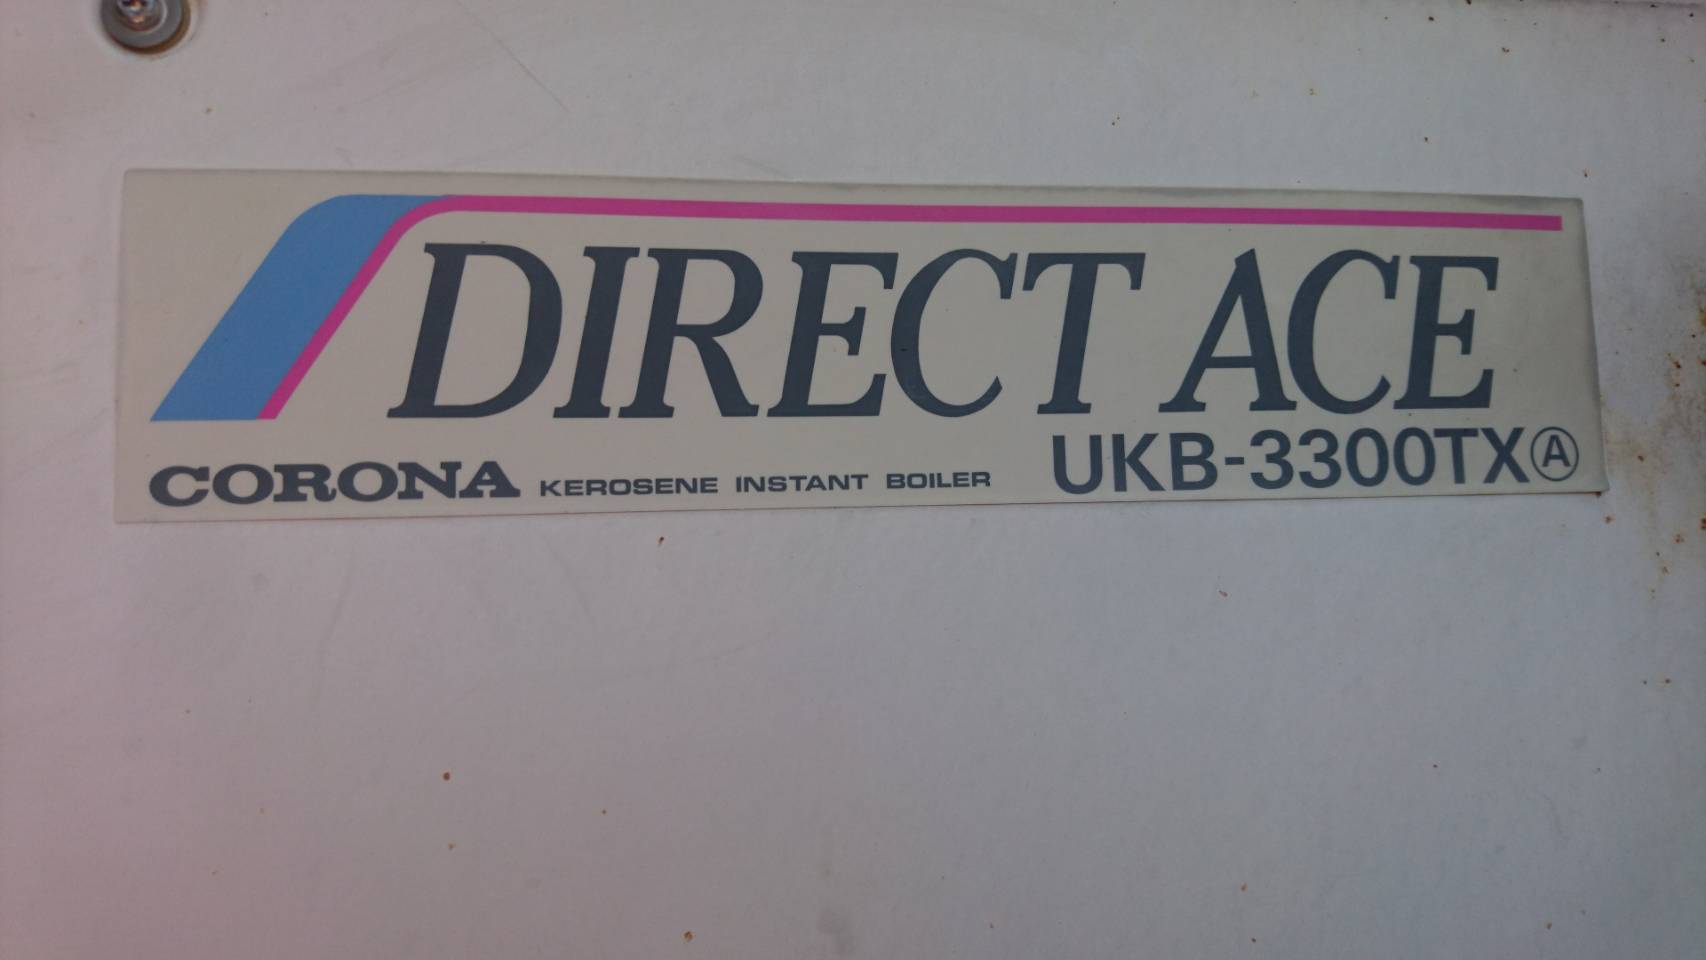 DIRECT ACE
CORONA KEROSENE INSTANT BOILER UKB-3300TXⒶ